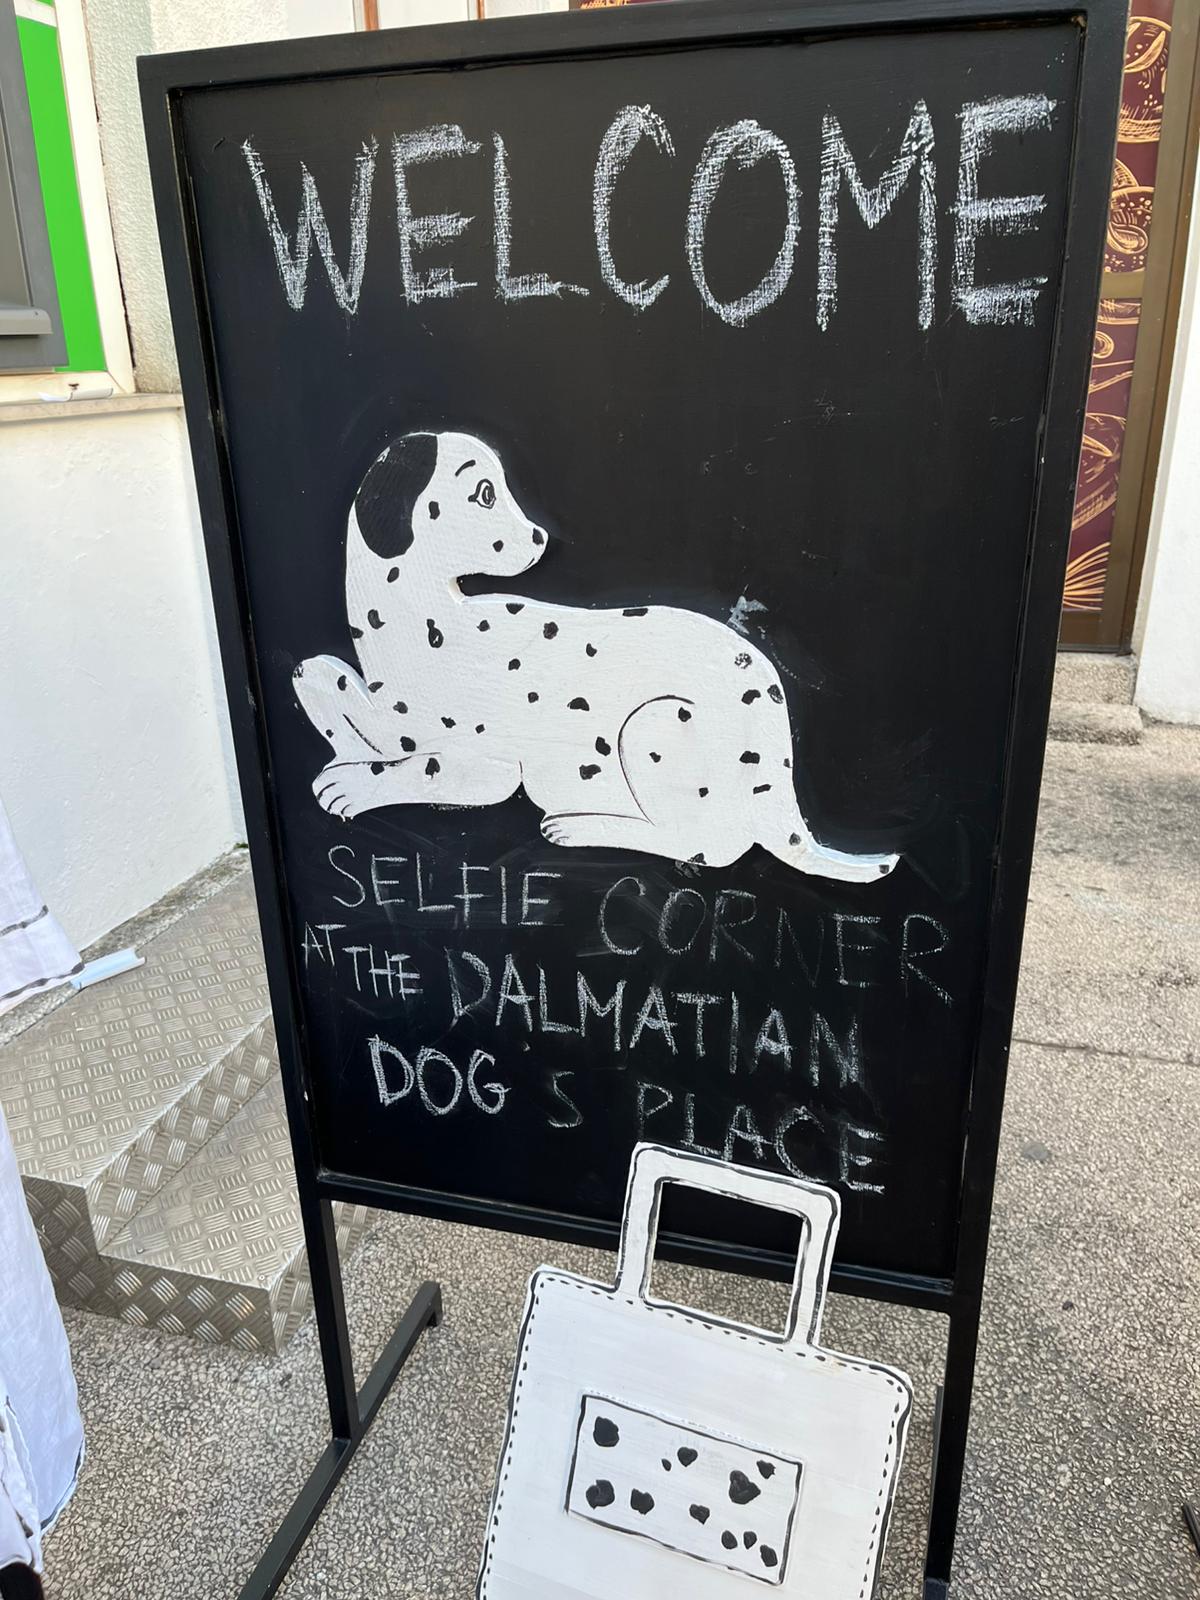 WELCOME
SELFIE CORNER
AT THE DALMATIAN
DOG'S PLACE